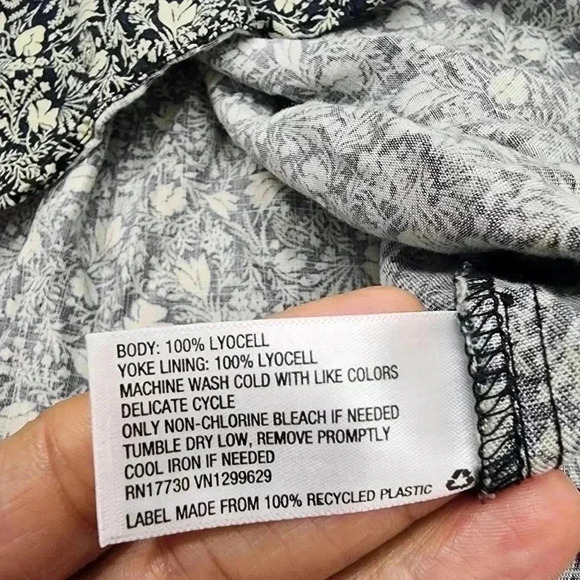 BODY: 100% LYOCELL
YOKE LINING: 100% LYOCELL
MACHINE WASH COLD WITH LIKE COLORS
DELICATE CYCLE
ONLY NON-CHLORINE BLEACH IF NEEDED
TUMBLE DRY LOW, REMOVE PROMPTLY
COOL IRON IF NEEDED
RN17730 VN1299629
LABEL MADE FROM 100% RECYCLED PLASTIC